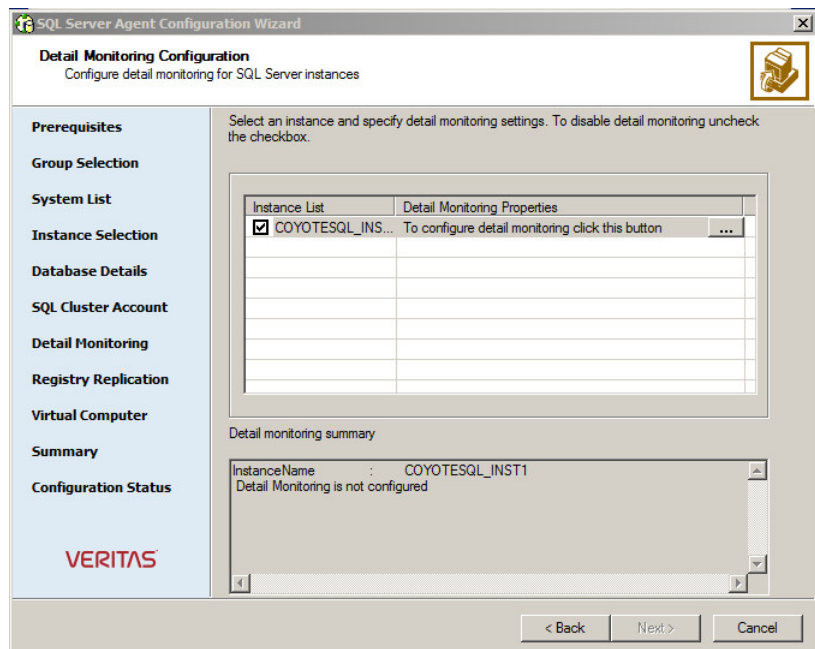 SQL Server Agent Configuration Wizard
Detail Monitoring Configuration
Configure detail monitoring for SQL Server instances
Prerequisites
Group Selection
System List
Instance Selection
Database Details
SQL Cluster Account
Detail Monitoring
Registry Replication
Virtual Computer
Summary
Configuration Status
VERITAS
Select an instance and specify detail monitoring settings. To disable detail monitoring uncheck
the checkbox.
Instance List Detail Monitoring Properties
COYOTESQL_INS... To configure detail monitoring click this button ...
Detail monitoring summary
InstanceName : COYOTESQL_INST1
Detail Monitoring is not configured
< Back Next > Cancel